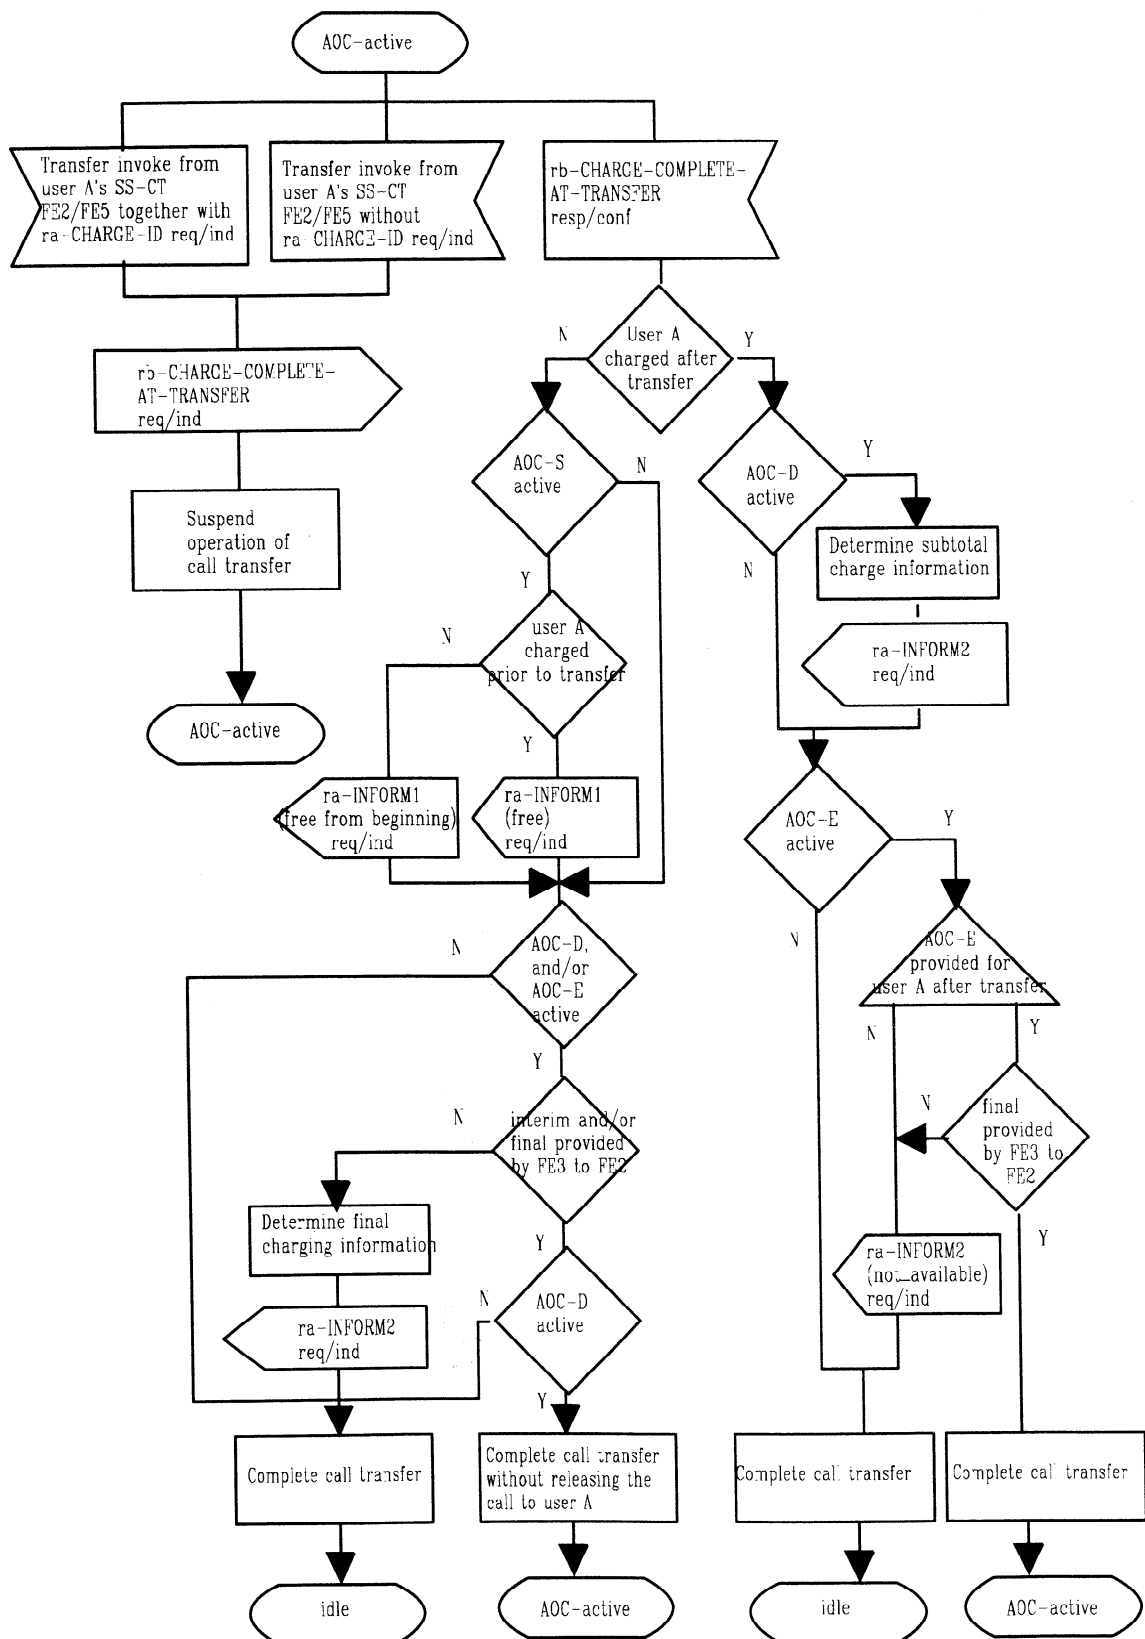 AOC-active
Transfer invoke from
user A's SS-CT
FE2/FE5 together with
ra-CHARGE-ID req/ind
Transfer invoke from
user A's SS-CT
FE2/FE5 without
ra-CHARGE-ID req/ind
rb-CHARGE-COMPLETE-
AT-TRANSFER
resp/conf
N
User A
charged after
transfer
Y
rb-CHARGE-COMPLETE-
AT-TRANSFER
req/ind
AOC-S
active
N
AOC-D
active
Y
Suspend
operation of
call transfer
Determine subtotal
charge information
Y
N
N
user A
charged
prior to transfer
ra-INFORM2
req/ind
AOC-active
Y
ra-INFORM1
(free from beginning)
req/ind
ra-INFORM1
(free)
req/ind
AOC-E
active
Y
N
AOC-D,
and/or
AOC-E
active
N
AOC-E
provided for
user A after transfer
N
Y
Y
N
interim and/or
final provided
by FE3 to FE2
N
final
provided
by FE3 to
FE2
Determine final
charging information
Y
Y
ra-INFORM2
(not_available)
req/ind
N
AOC-D
active
ra-INFORM2
req/ind
Y
Complete call transfer
Complete call transfer
without releasing the
call to user A
Complete call transfer
Complete call transfer
idle
AOC-active
idle
AOC-active